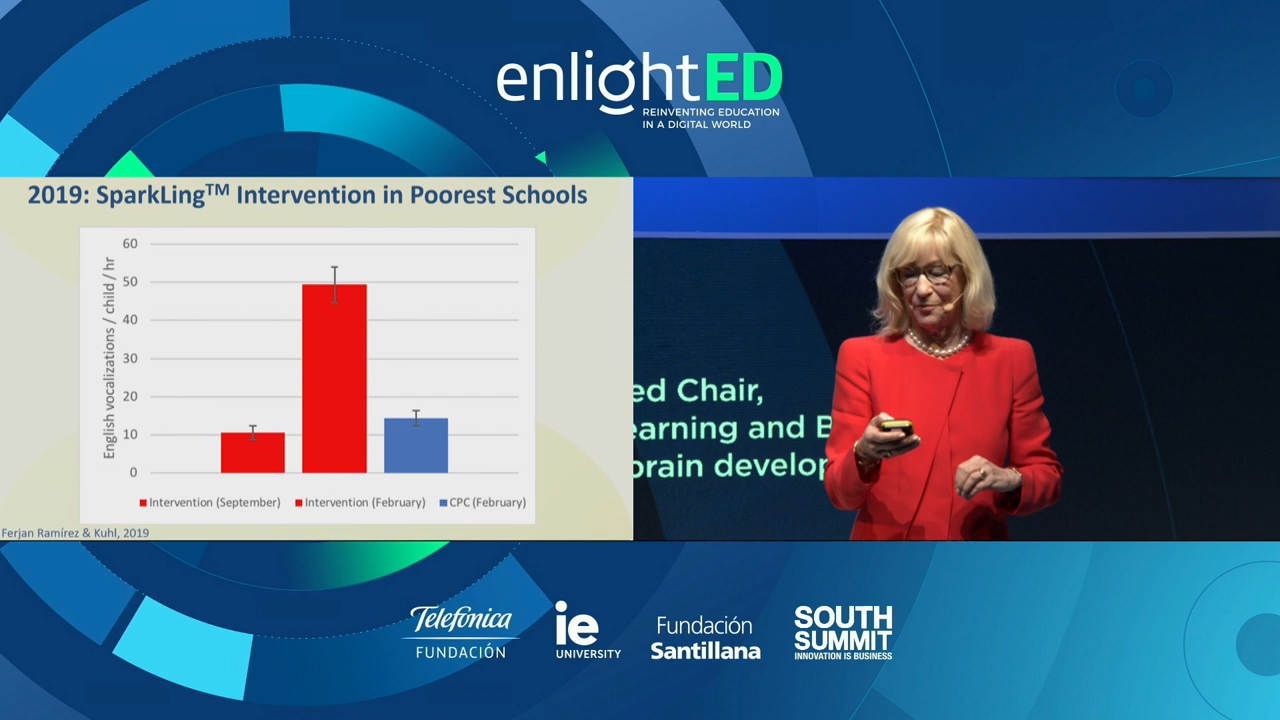 enlightED
REINVENTING EDUCATION
IN A DIGITAL WORLD
2019: SparkLing™ Intervention in Poorest Schools
English vocalizations / child / hr
60
50
40
30
20
10
0
Intervention (September)
Intervention (February)
CPC (February)
Ferjan Ramírez & Kuhl, 2019
ed Chair,
earning and B
brain develop
Telefónica
FUNDACIÓN
ie
UNIVERSITY
Fundación
Santillana
SOUTH
SUMMIT
INNOVATION IS BUSINESS